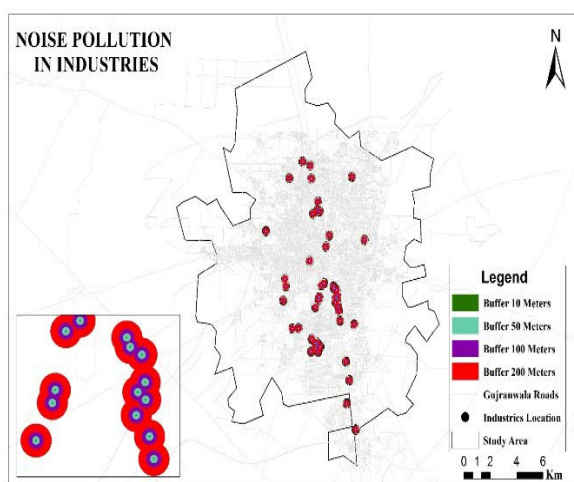 NOISE POLLUTION
IN INDUSTRIES
N
Legend
Buffer 10 Meters
Buffer 50 Meters
Buffer 100 Meters
Buffer 200 Meters
Gujranwala Roads
Industries Location
Study Area
0 1 2 4 6
Km